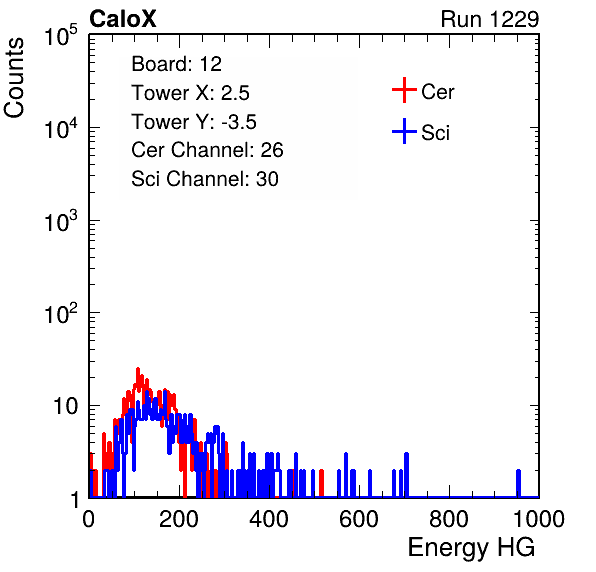 CaloX Run 1229
Counts
10^5
Board: 12
Tower X: 2.5
Tower Y: -3.5
Cer Channel: 26
Sci Channel: 30
Cer
Sci
10^4
10^3
10^2
10
1
0 200 400 600 800 1000
Energy HG